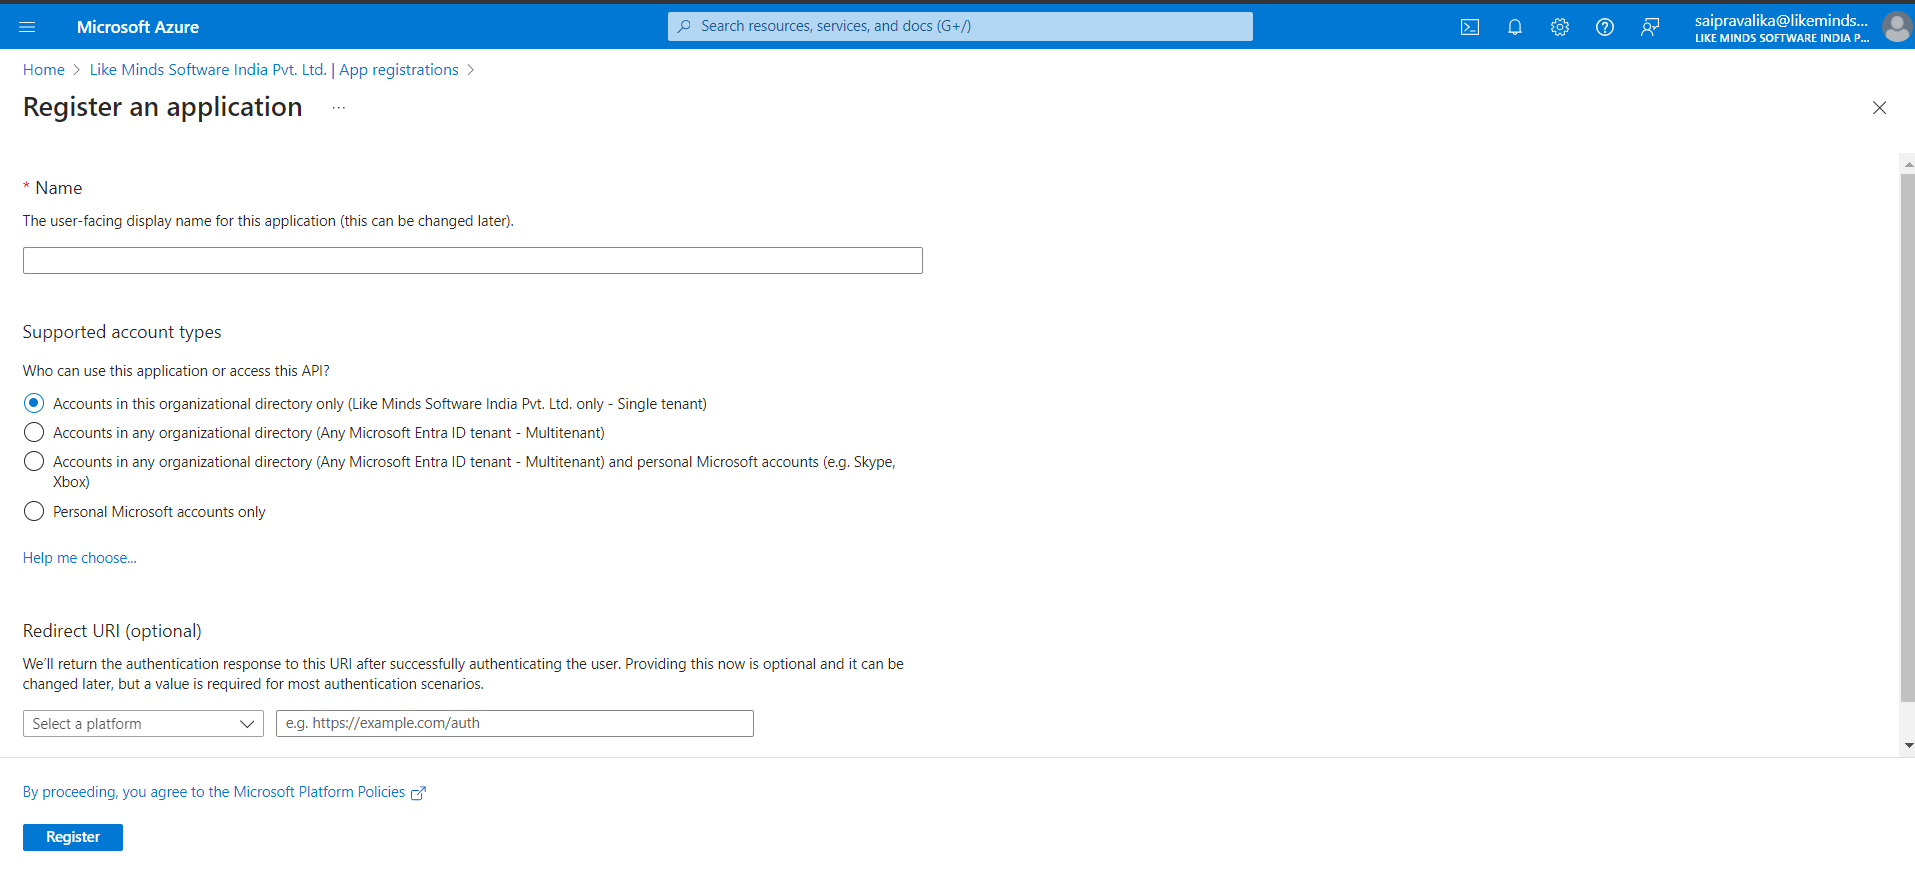 Microsoft Azure
Search resources, services, and docs (G+/)
saipravalika@likeminds...
LIKE MINDS SOFTWARE INDIA P...
Home > Like Minds Software India Pvt. Ltd. | App registrations >
Register an application ...
* Name
The user-facing display name for this application (this can be changed later).
Supported account types
Who can use this application or access this API?
Accounts in this organizational directory only (Like Minds Software India Pvt. Ltd. only - Single tenant)
Accounts in any organizational directory (Any Microsoft Entra ID tenant - Multitenant)
Accounts in any organizational directory (Any Microsoft Entra ID tenant - Multitenant) and personal Microsoft accounts (e.g. Skype,
Xbox)
Personal Microsoft accounts only
Help me choose...
Redirect URI (optional)
We'll return the authentication response to this URI after successfully authenticating the user. Providing this now is optional and it can be
changed later, but a value is required for most authentication scenarios.
Select a platform
e.g. https://example.com/auth
By proceeding, you agree to the Microsoft Platform Policies
Register